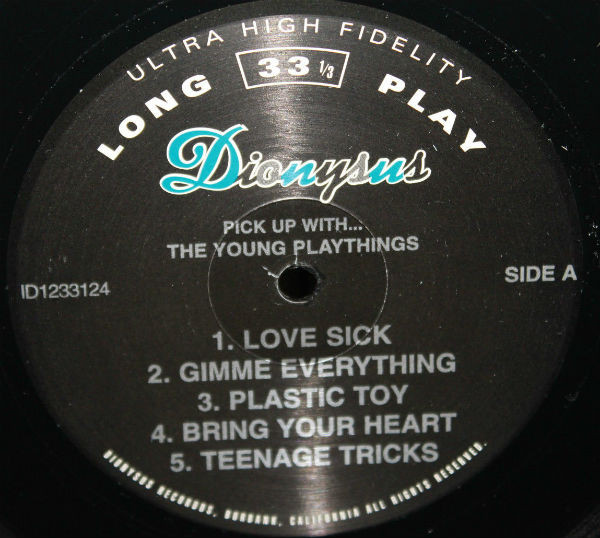 ULTRA HIGH FIDELITY
LONG 33 1/3 PLAY
Dionysus
PICK UP WITH...
THE YOUNG PLAYTHINGS
ID1233124
SIDE A
1. LOVE SICK
2. GIMME EVERYTHING
3. PLASTIC TOY
4. BRING YOUR HEART
5. TEENAGE TRICKS
DIONYSUS RECORDS, BURBANK, CALIFORNIA ALL RIGHTS RESERVED.